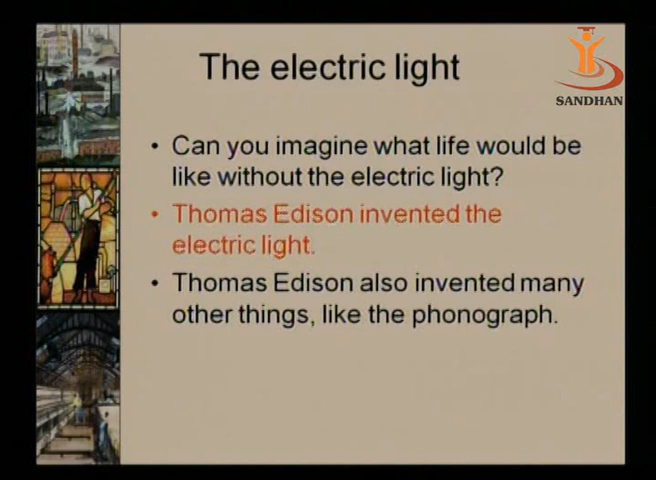 The electric light
SANDHAN
• Can you imagine what life would be
like without the electric light?
• Thomas Edison invented the
electric light.
• Thomas Edison also invented many
other things, like the phonograph.